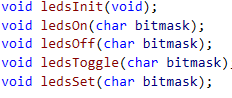 void ledsInit(void);
void ledsOn(char bitmask);
void ledsOff(char bitmask);
void ledsToggle(char bitmask)
void ledsSet(char bitmask);